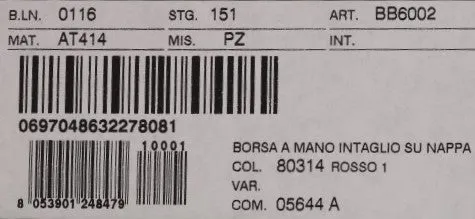 B.LN. 0116 STG. 151 ART. BB6002
MAT. AT414 MIS. PZ INT.
0697048632278081
10001
BORSA A MANO INTAGLIO SU NAPPA
COL. 80314 ROSSO 1
VAR.
8 053901 248479
COM. 05644 A